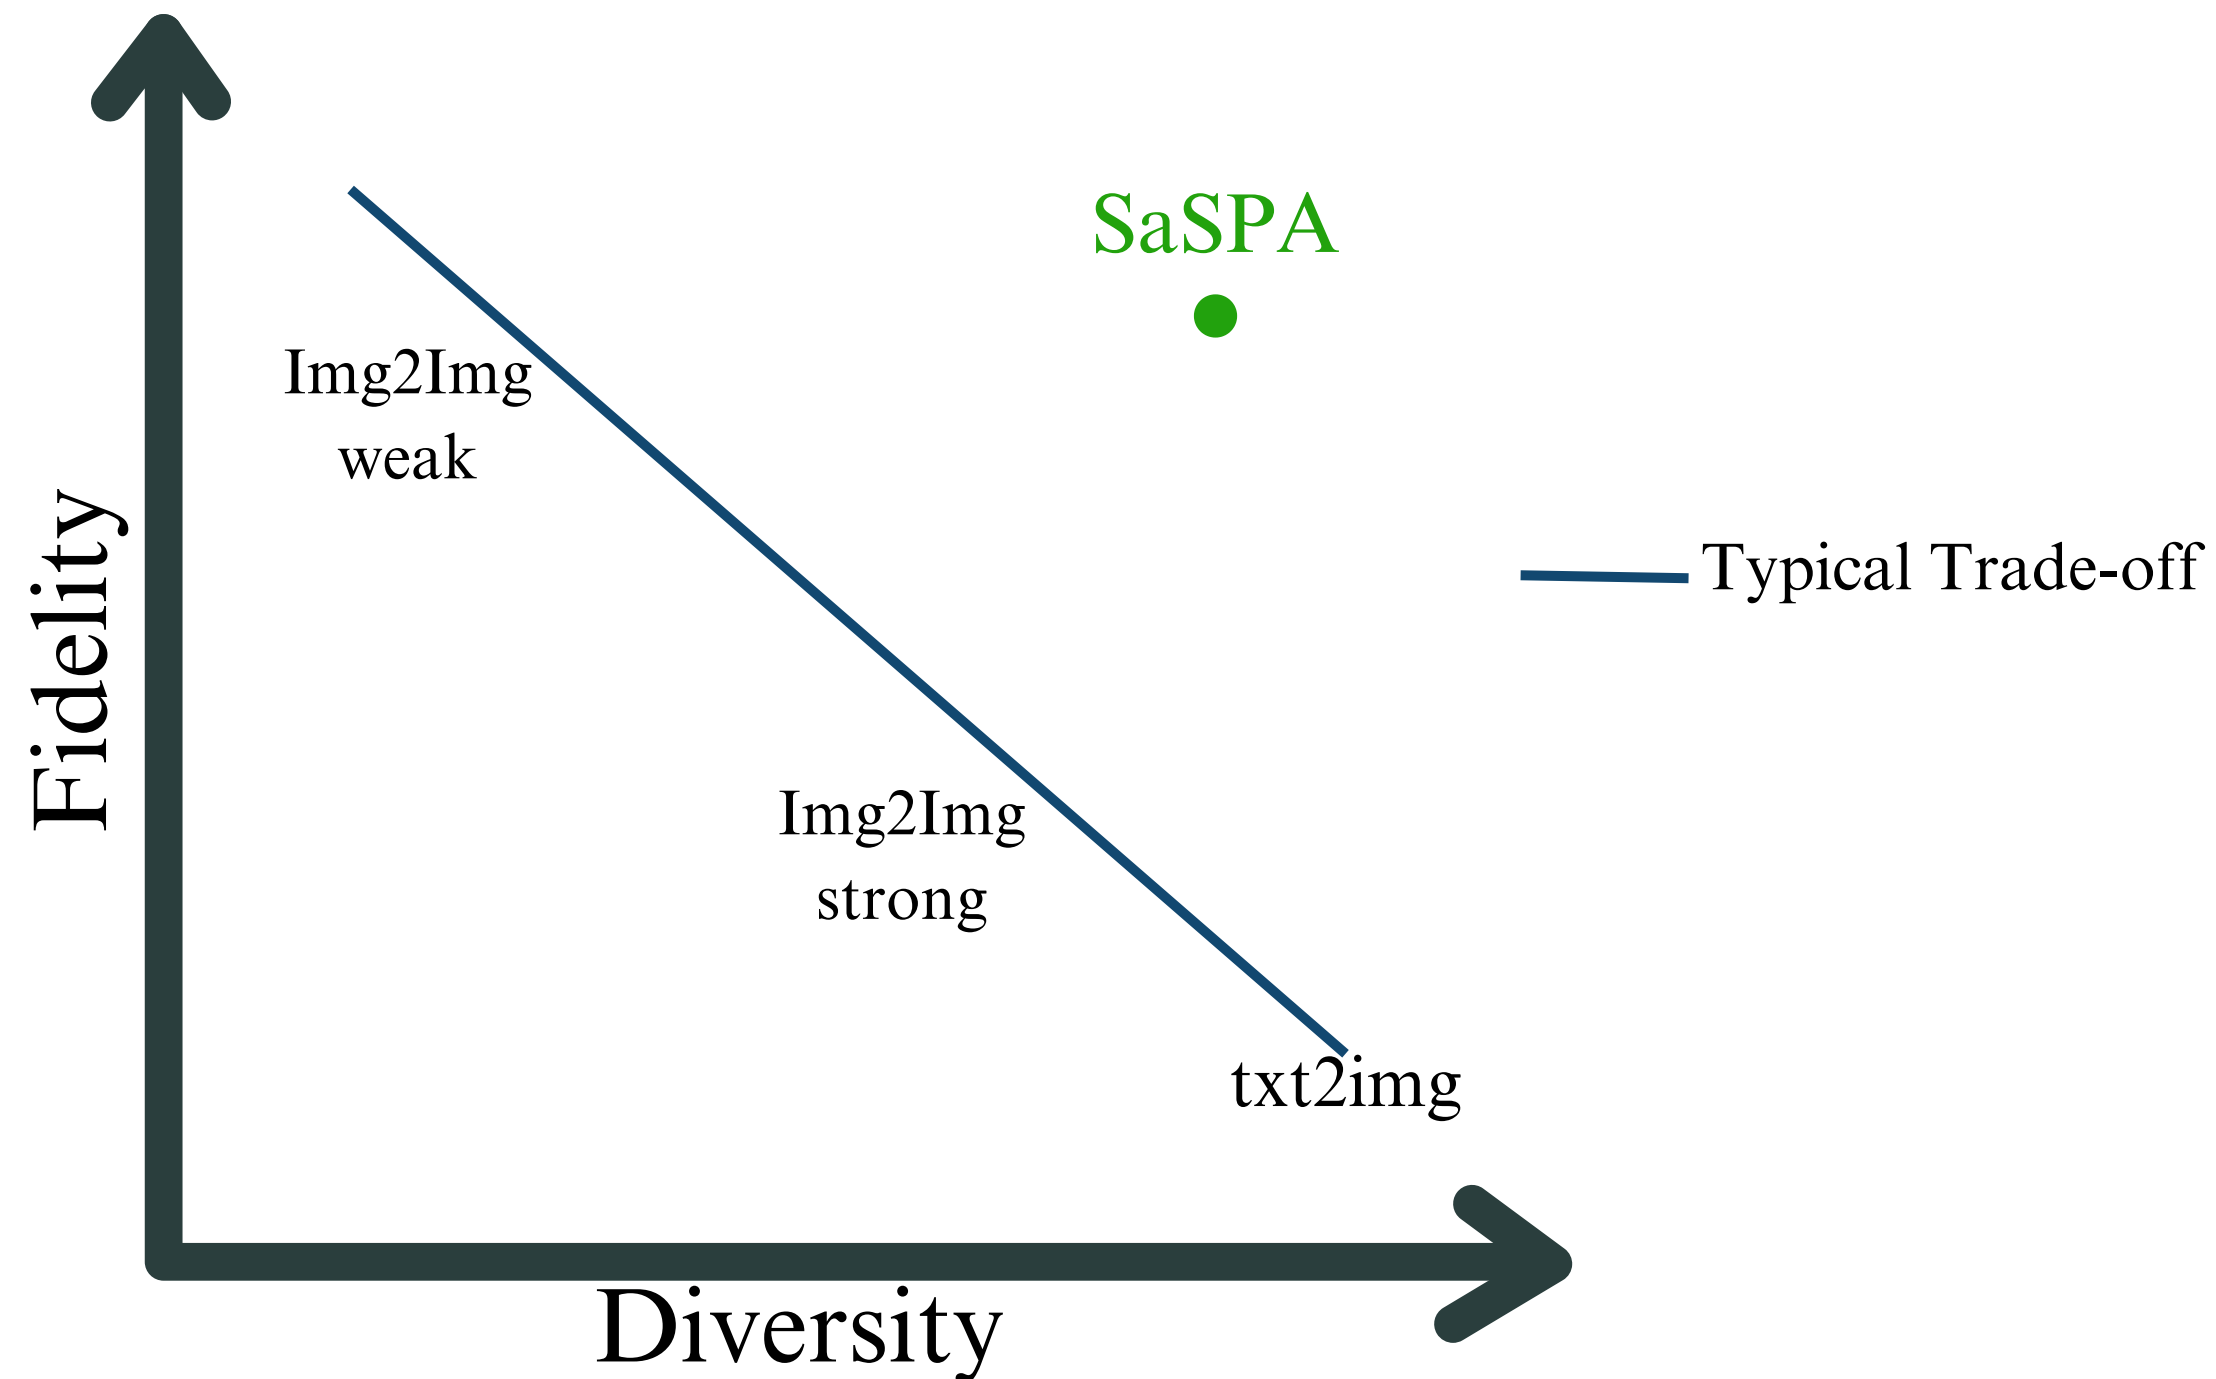 SaSPA
Img2Img
weak
Fidelity
Typical Trade-off
Img2Img
strong
txt2img
Diversity